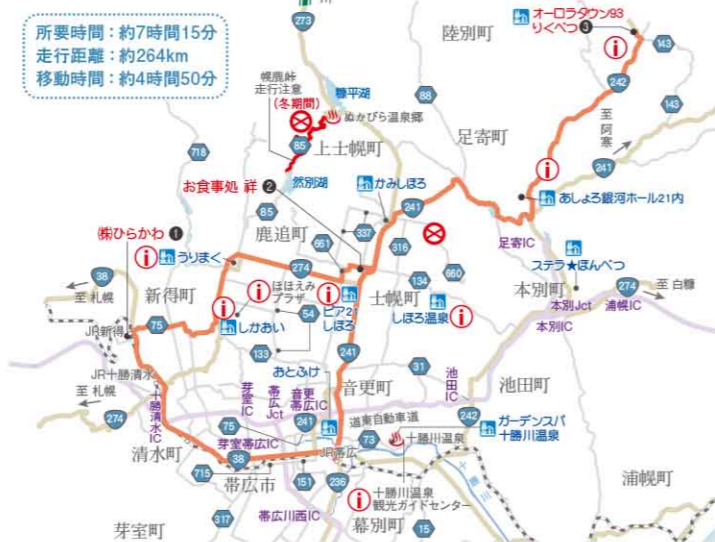 所要時間：約7時間15分
走行距離：約264km
移動時間：約4時間50分
273
オーロラタウン93
りくべつ ❸
陸別町
143
242
幌鹿峠
走行注意
(冬期間)
糠平湖
ぬかびら温泉郷
88
143
至 阿寒
足寄町
85
上士幌町
241
718
然別湖
お食事処 祥 ❷
かみしほろ
241
あしょろ銀河ホール21内
85
337
㈱ひらかわ ❶
鹿追町
316
足寄IC
661
うりまく
ステラ★ほんべつ
274
134
660
38
新得町
ほほえみ
プラザ
士幌町
本別町
274
至 白糠
至 札幌
54
ピア21
しほろ
しほろ温泉
本別Jct
浦幌IC
75
しかおい
本別IC
JR新得
133
241
おとふけ
31
池田IC
JR十勝清水
至 札幌
芽室IC
帯広Jct
音更帯広IC
音更町
池田町
十勝清水IC
75
241
道東自動車道
242
ガーデンスパ
十勝川温泉
274
芽室帯広IC
73
十勝川温泉
清水町
38
JR帯広
715
151
236
十勝川温泉
観光ガイドセンター
十勝川
浦幌町
帯広市
317
帯広川西IC
幕別町
15
芽室町